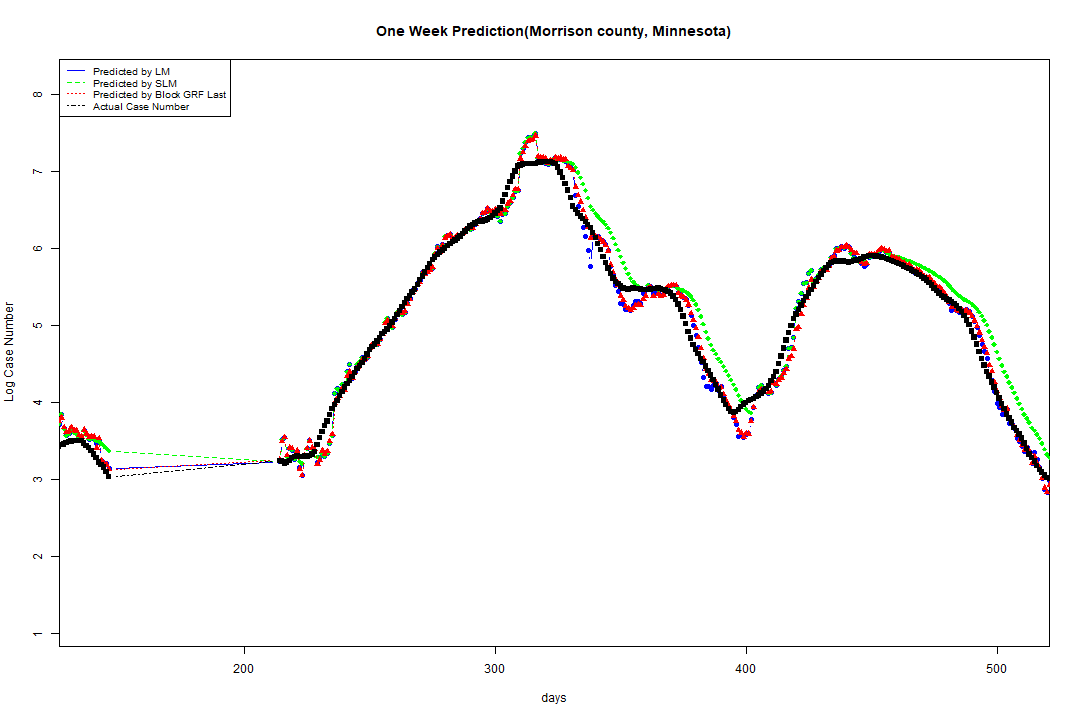 One Week Prediction(Morrison county, Minnesota)
Predicted by LM
Predicted by SLM
Predicted by Block GRF Last
Actual Case Number
8
7
6
5
4
3
2
1
Log Case Number
200 300 400 500
days